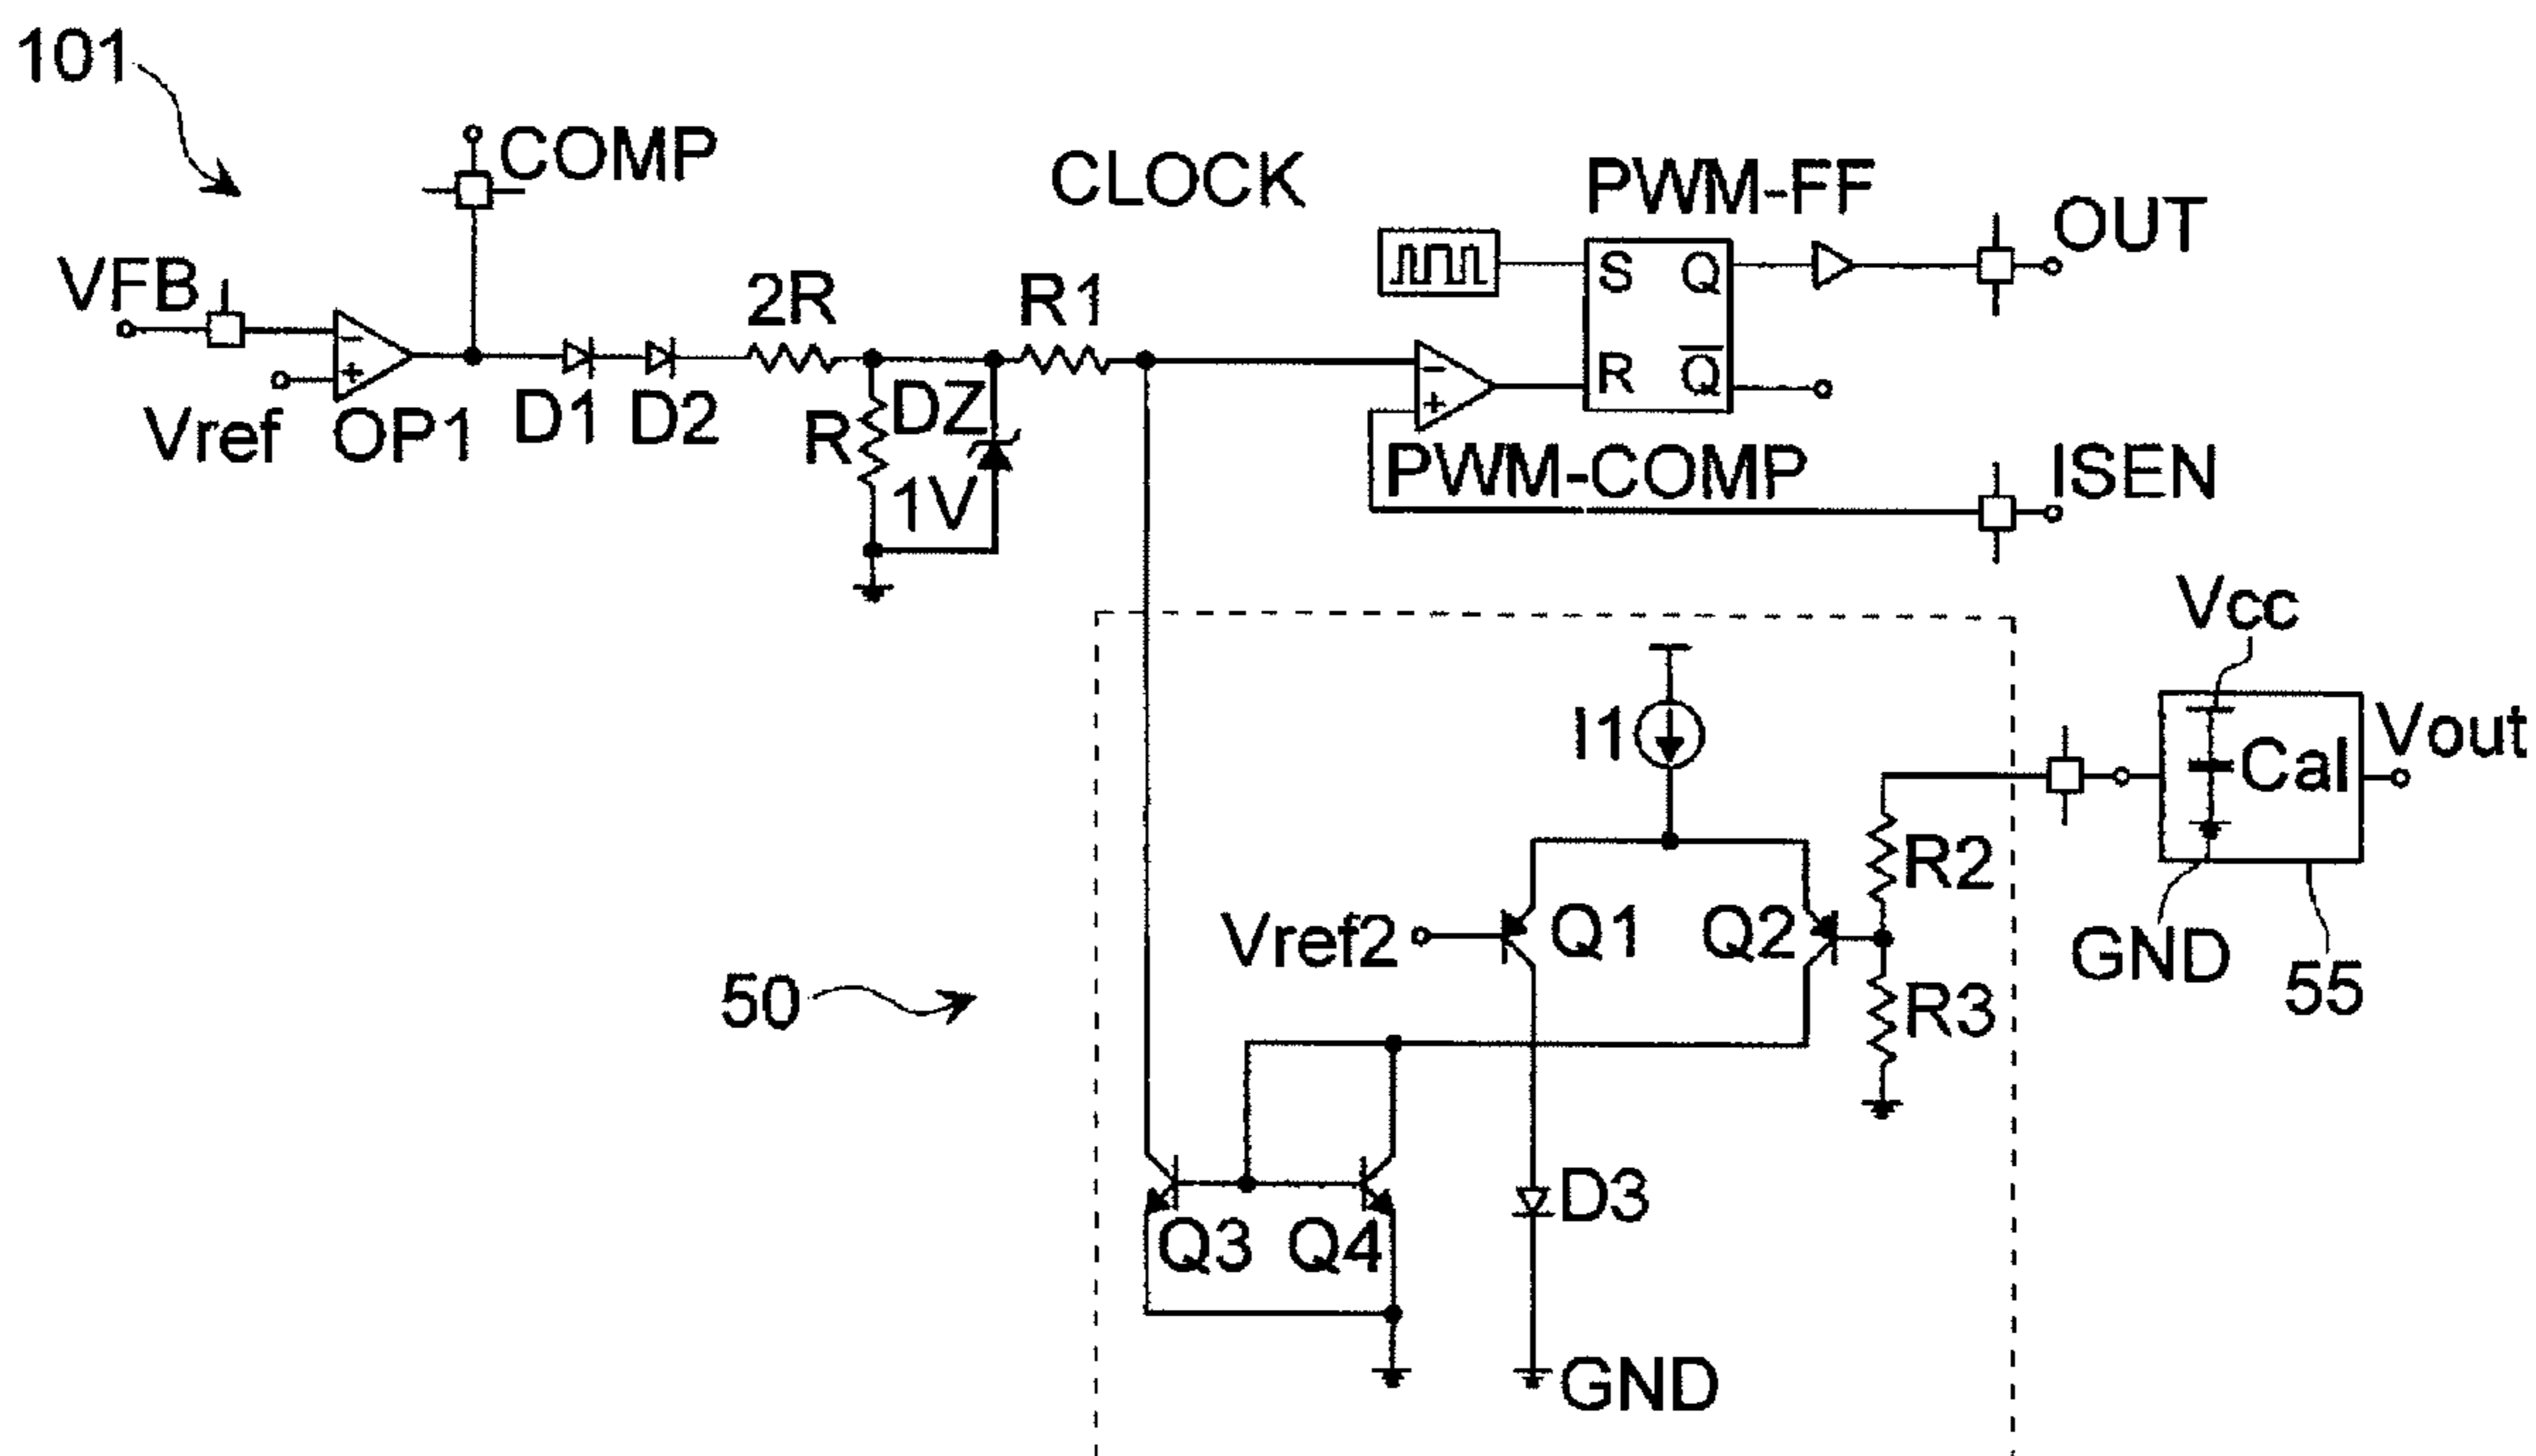 101
COMP
CLOCK
PWM-FF
OUT
VFB
2R
R1
S Q
−
+
R Q̅
−
+
Vref
OP1
D1
D2
R
DZ
1V
PWM-COMP
ISEN
Vcc
I1
Cal
Vout
R2
Vref2
Q1
Q2
GND
55
50
R3
D3
Q3
Q4
GND